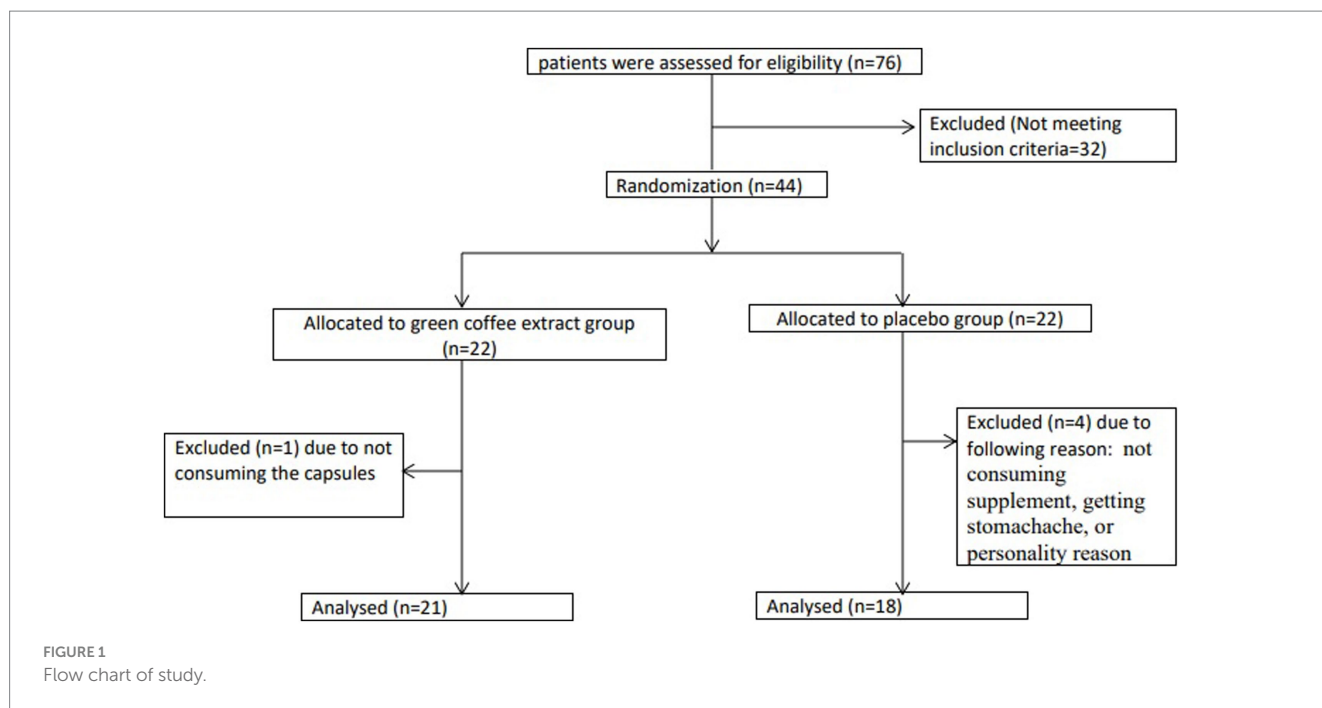 patients were assessed for eligibility (n=76)
Excluded (Not meeting
inclusion criteria=32)
Randomization (n=44)
Allocated to green coffee extract group
(n=22)
Allocated to placebo group (n=22)
Excluded (n=1) due to not
consuming the capsules
Excluded (n=4) due to
following reason: not
consuming
supplement, getting
stomachache, or
personality reason
Analysed (n=21)
Analysed (n=18)
FIGURE 1
Flow chart of study.